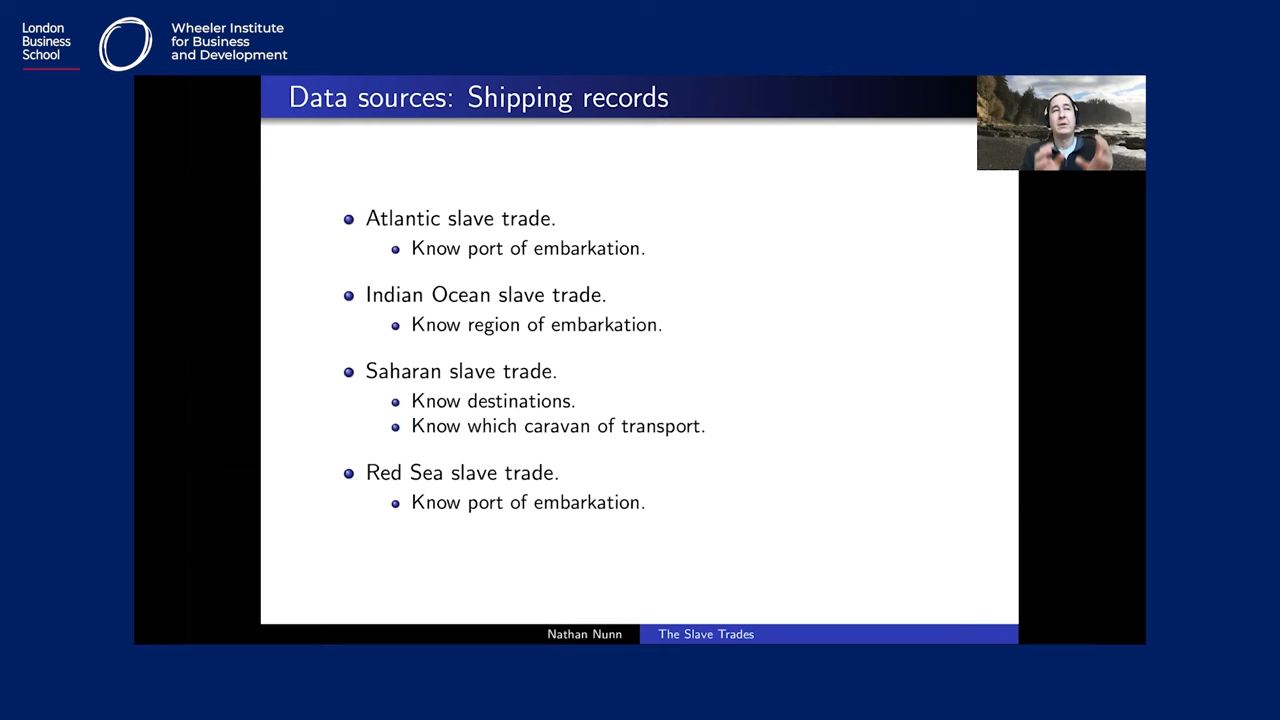 London
Business
School
Wheeler Institute
for Business
and Development
Data sources: Shipping records
Atlantic slave trade.
Know port of embarkation.
Indian Ocean slave trade.
Know region of embarkation.
Saharan slave trade.
Know destinations.
Know which caravan of transport.
Red Sea slave trade.
Know port of embarkation.
Nathan Nunn
The Slave Trades